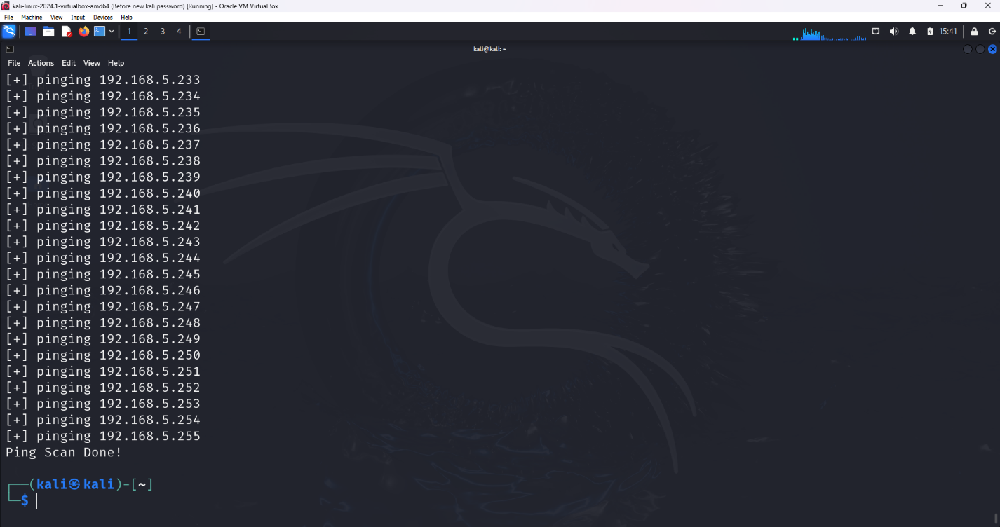 kali-linux-2024.1-virtualbox-amd64 (Before new kali password) [Running] - Oracle VM VirtualBox
File Machine View Input Devices Help
1 2 3 4 15:41
kali@kali: ~
File Actions Edit View Help
[+] pinging 192.168.5.233
[+] pinging 192.168.5.234
[+] pinging 192.168.5.235
[+] pinging 192.168.5.236
[+] pinging 192.168.5.237
[+] pinging 192.168.5.238
[+] pinging 192.168.5.239
[+] pinging 192.168.5.240
[+] pinging 192.168.5.241
[+] pinging 192.168.5.242
[+] pinging 192.168.5.243
[+] pinging 192.168.5.244
[+] pinging 192.168.5.245
[+] pinging 192.168.5.246
[+] pinging 192.168.5.247
[+] pinging 192.168.5.248
[+] pinging 192.168.5.249
[+] pinging 192.168.5.250
[+] pinging 192.168.5.251
[+] pinging 192.168.5.252
[+] pinging 192.168.5.253
[+] pinging 192.168.5.254
[+] pinging 192.168.5.255
Ping Scan Done!
┌──(kali㉿kali)-[~]
└─$